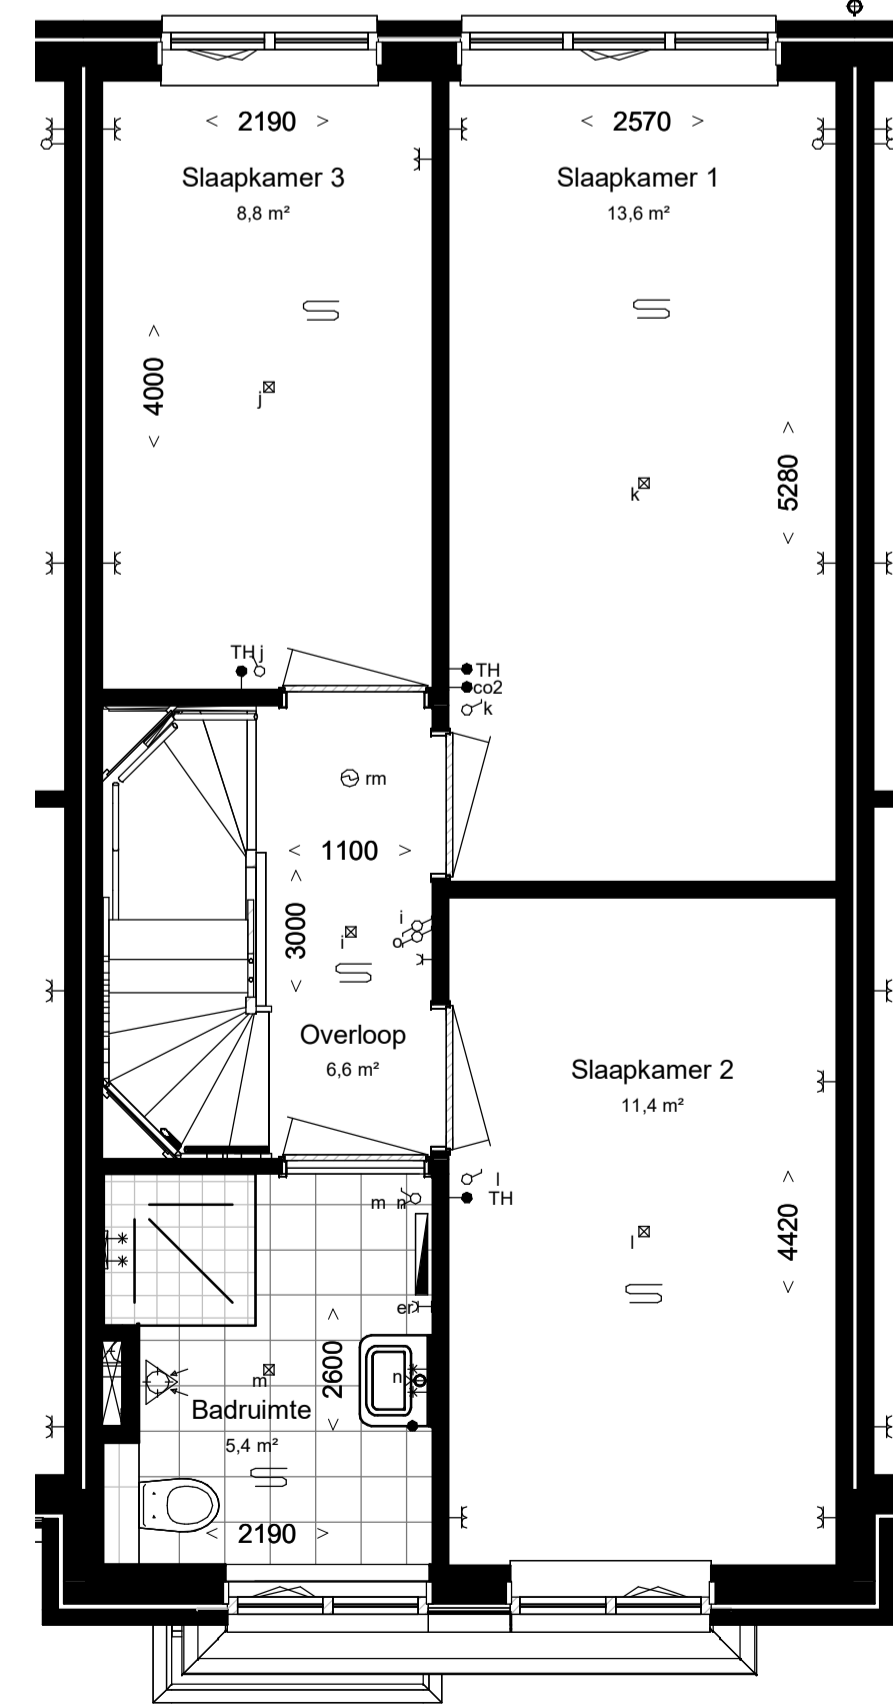 < 2190 >
< 2570 >
Slaapkamer 3
8,8 m²
Slaapkamer 1
13,6 m²
< 4000 >
j
k
< 5280 >
TH j
TH
co2
k
rm
< 1100 >
< 3000 >
i
o
i
Overloop
6,6 m²
Slaapkamer 2
11,4 m²
m n
l
TH
l
< 4420 >
er
< 2600 >
m
n
Badruimte
5,4 m²
< 2190 >